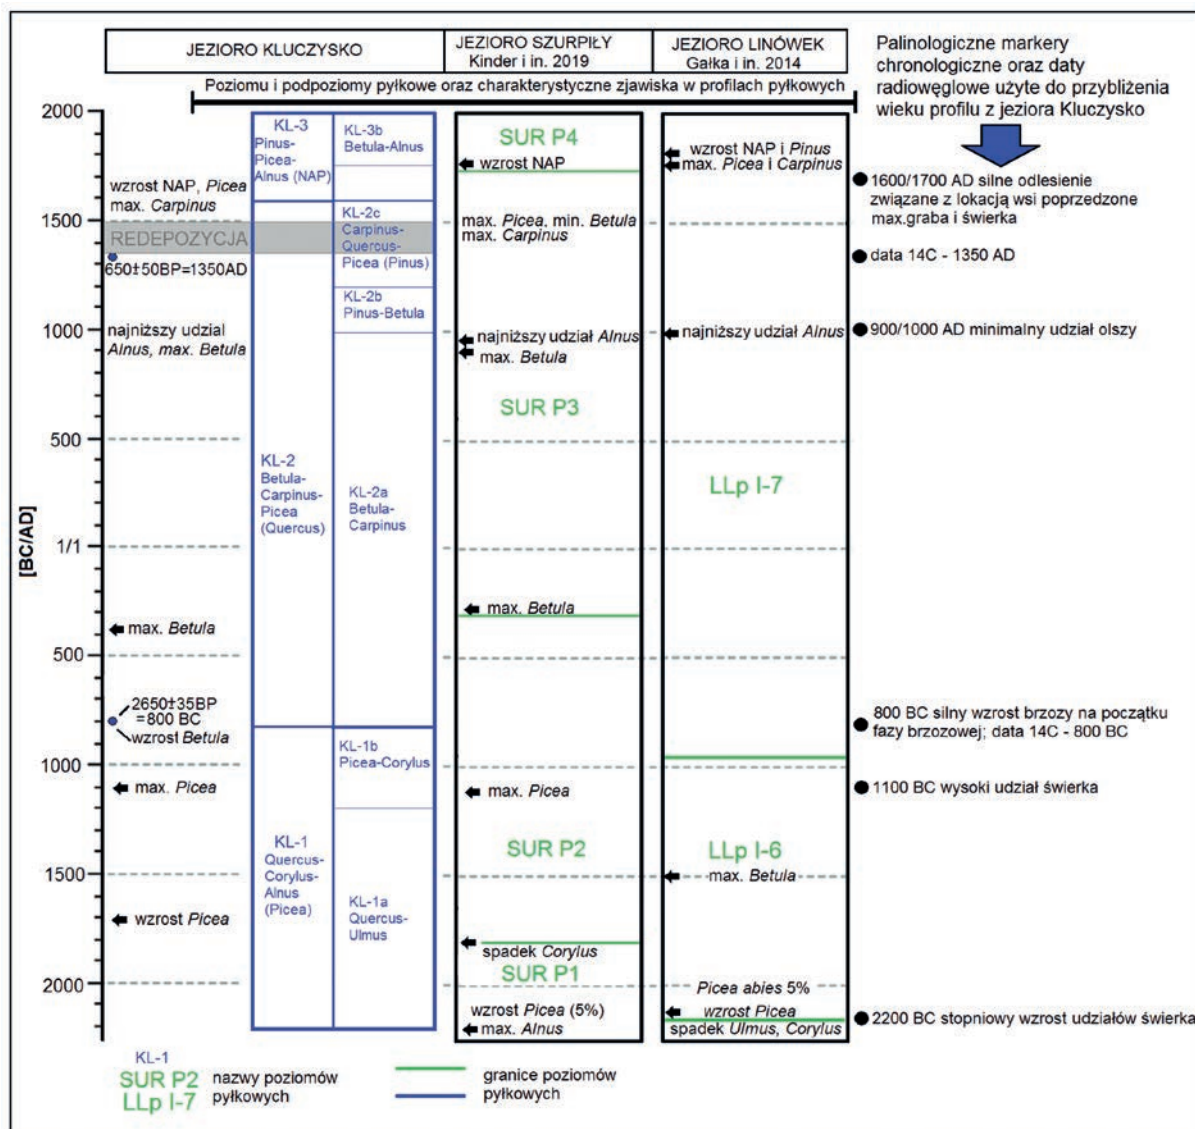 JEZIORO KLUCZYSKO
JEZIORO SZURPIŁY
Kinder i in. 2019
JEZIORO LINÓWEK
Gałka i in. 2014
Palinologiczne markery
chronologiczne oraz daty
radiowęglowe użyte do przybliżenia
wieku profilu z jeziora Kluczysko
Poziomu i podpoziomy pyłkowe oraz charakterystyczne zjawiska w profilach pyłkowych
[BC/AD]
2000
1500
1000
500
1/1
500
1000
1500
2000
wzrost NAP, Picea
max. Carpinus
REDEPOZYCJA
650±50BP=1350AD
najniższy udzial
Alnus, max. Betula
max. Betula
2650±35BP
=800 BC
wzrost Betula
max. Picea
wzrost Picea
KL-3
Pinus-
Picea-
Alnus (NAP)
KL-2
Betula-
Carpinus-
Picea
(Quercus)
KL-1
Quercus-
Corylus-
Alnus
(Picea)
KL-3b
Betula-Alnus
KL-2c
Carpinus-
Quercus-
Picea (Pinus)
KL-2b
Pinus-Betula
KL-2a
Betula-
Carpinus
KL-1b
Picea-Corylus
KL-1a
Quercus-
Ulmus
SUR P4
wzrost NAP
max. Picea, min. Betula
max. Carpinus
najniższy udział Alnus
max. Betula
SUR P3
max. Betula
max. Picea
SUR P2
spadek Corylus
SUR P1
wzrost Picea (5%)
max. Alnus
wzrost NAP i Pinus
max. Picea i Carpinus
najniższy udział Alnus
LLp I-7
LLp I-6
max. Betula
Picea abies 5%
wzrost Picea
spadek Ulmus, Corylus
1600/1700 AD silne odlesienie
związane z lokacją wsi poprzedzone
max.graba i świerka
data 14C - 1350 AD
900/1000 AD minimalny udział olszy
800 BC silny wzrost brzozy na początku
fazy brzozowej; data 14C - 800 BC
1100 BC wysoki udział świerka
2200 BC stopniowy wzrost udziałów świerka
KL-1
SUR P2
LLp I-7
nazwy poziomów
pyłkowych
granice poziomów
pyłkowych